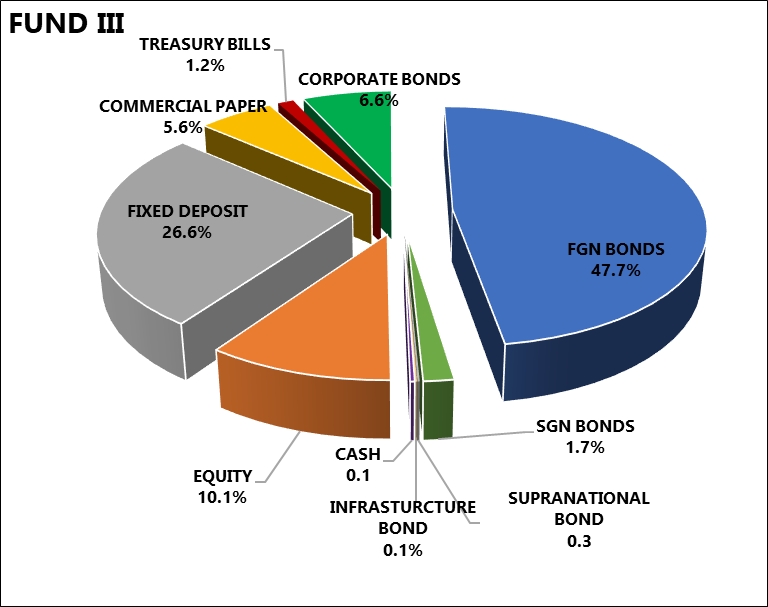 FUND III
TREASURY BILLS
1.2%
CORPORATE BONDS
6.6%
COMMERCIAL PAPER
5.6%
FIXED DEPOSIT
26.6%
FGN BONDS
47.7%
SGN BONDS
1.7%
CASH
0.1
EQUITY
10.1%
INFRASTURCTURE
BOND
0.1%
SUPRANATIONAL
BOND
0.3